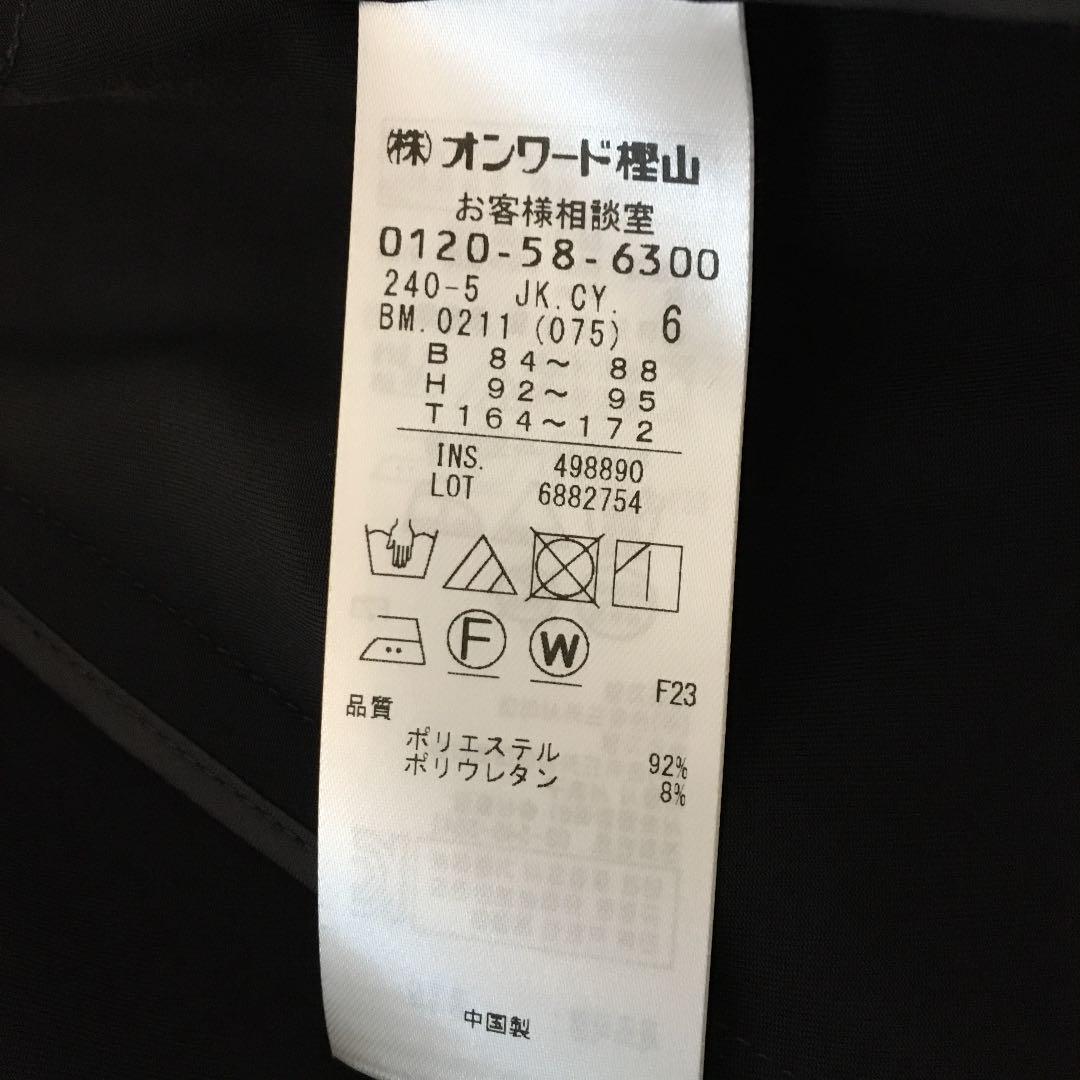 ㈱オンワード樫山
お客様相談室
0120-58-6300
240-5 JK.CY. 6
BM.0211 (075)
B 84~ 88
H 92~ 95
T164~172
INS. 498890
LOT 6882754
F W
F23
品質
ポリエステル 92%
ポリウレタン 8%
中国製